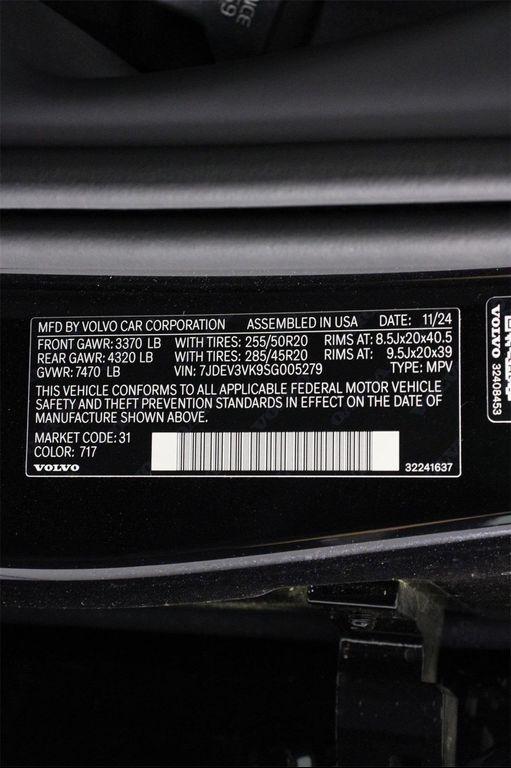 NCE
MFD BY VOLVO CAR CORPORATION ASSEMBLED IN USA DATE: 11/24
FRONT GAWR: 3370 LB WITH TIRES: 255/50R20 RIMS AT: 8.5Jx20x40.5
REAR GAWR: 4320 LB WITH TIRES: 285/45R20 RIMS AT: 9.5Jx20x39
GVWR: 7470 LB VIN: 7JDEV3VK9SG005279 TYPE: MPV
THIS VEHICLE CONFORMS TO ALL APPLICABLE FEDERAL MOTOR VEHICLE
SAFETY AND THEFT PREVENTION STANDARDS IN EFFECT ON THE DATE OF
MANUFACTURE SHOWN ABOVE.
MARKET CODE: 31
COLOR: 717
VOLVO 32241637
VOLVO 32408453